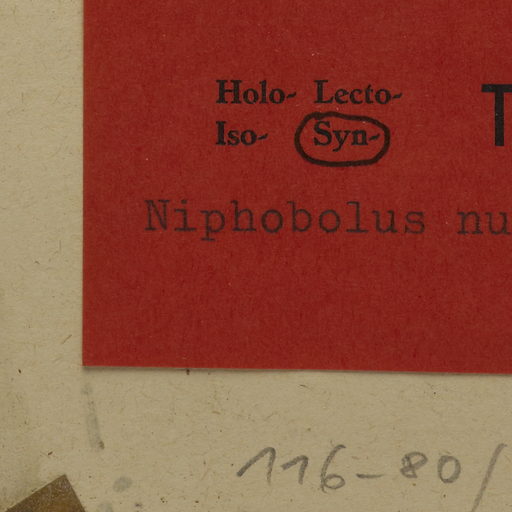 Holo- Lecto-
Iso- Syn-
T
Niphobolus nu
116-80/